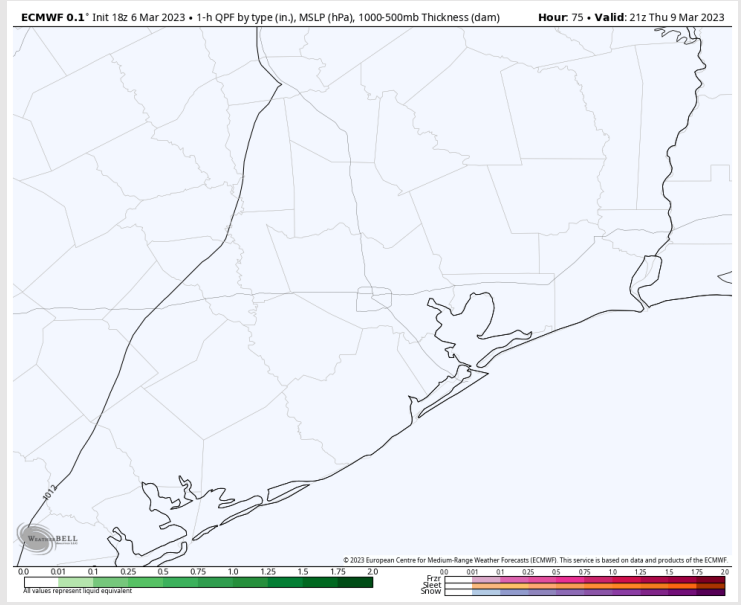 ECMWF 0.1° Init 18z 6 Mar 2023 • 1-h QPF by type (in.), MSLP (hPa), 1000-500mb Thickness (dam)
Hour: 75 • Valid: 21z Thu 9 Mar 2023
1012
WEATHERBELL
© 2023 European Centre for Medium-Range Weather Forecasts (ECMWF). This service is based on data and products of the ECMWF.
0.0 0.01 0.1 0.25 0.5 0.75 1.0 1.25 1.5 1.75 2.0
All values represent liquid equivalent
0.0 0.01 0.1 0.25 0.5 0.75 1.0 1.25 1.5 1.75 2.0
Frzr
Sleet
Snow